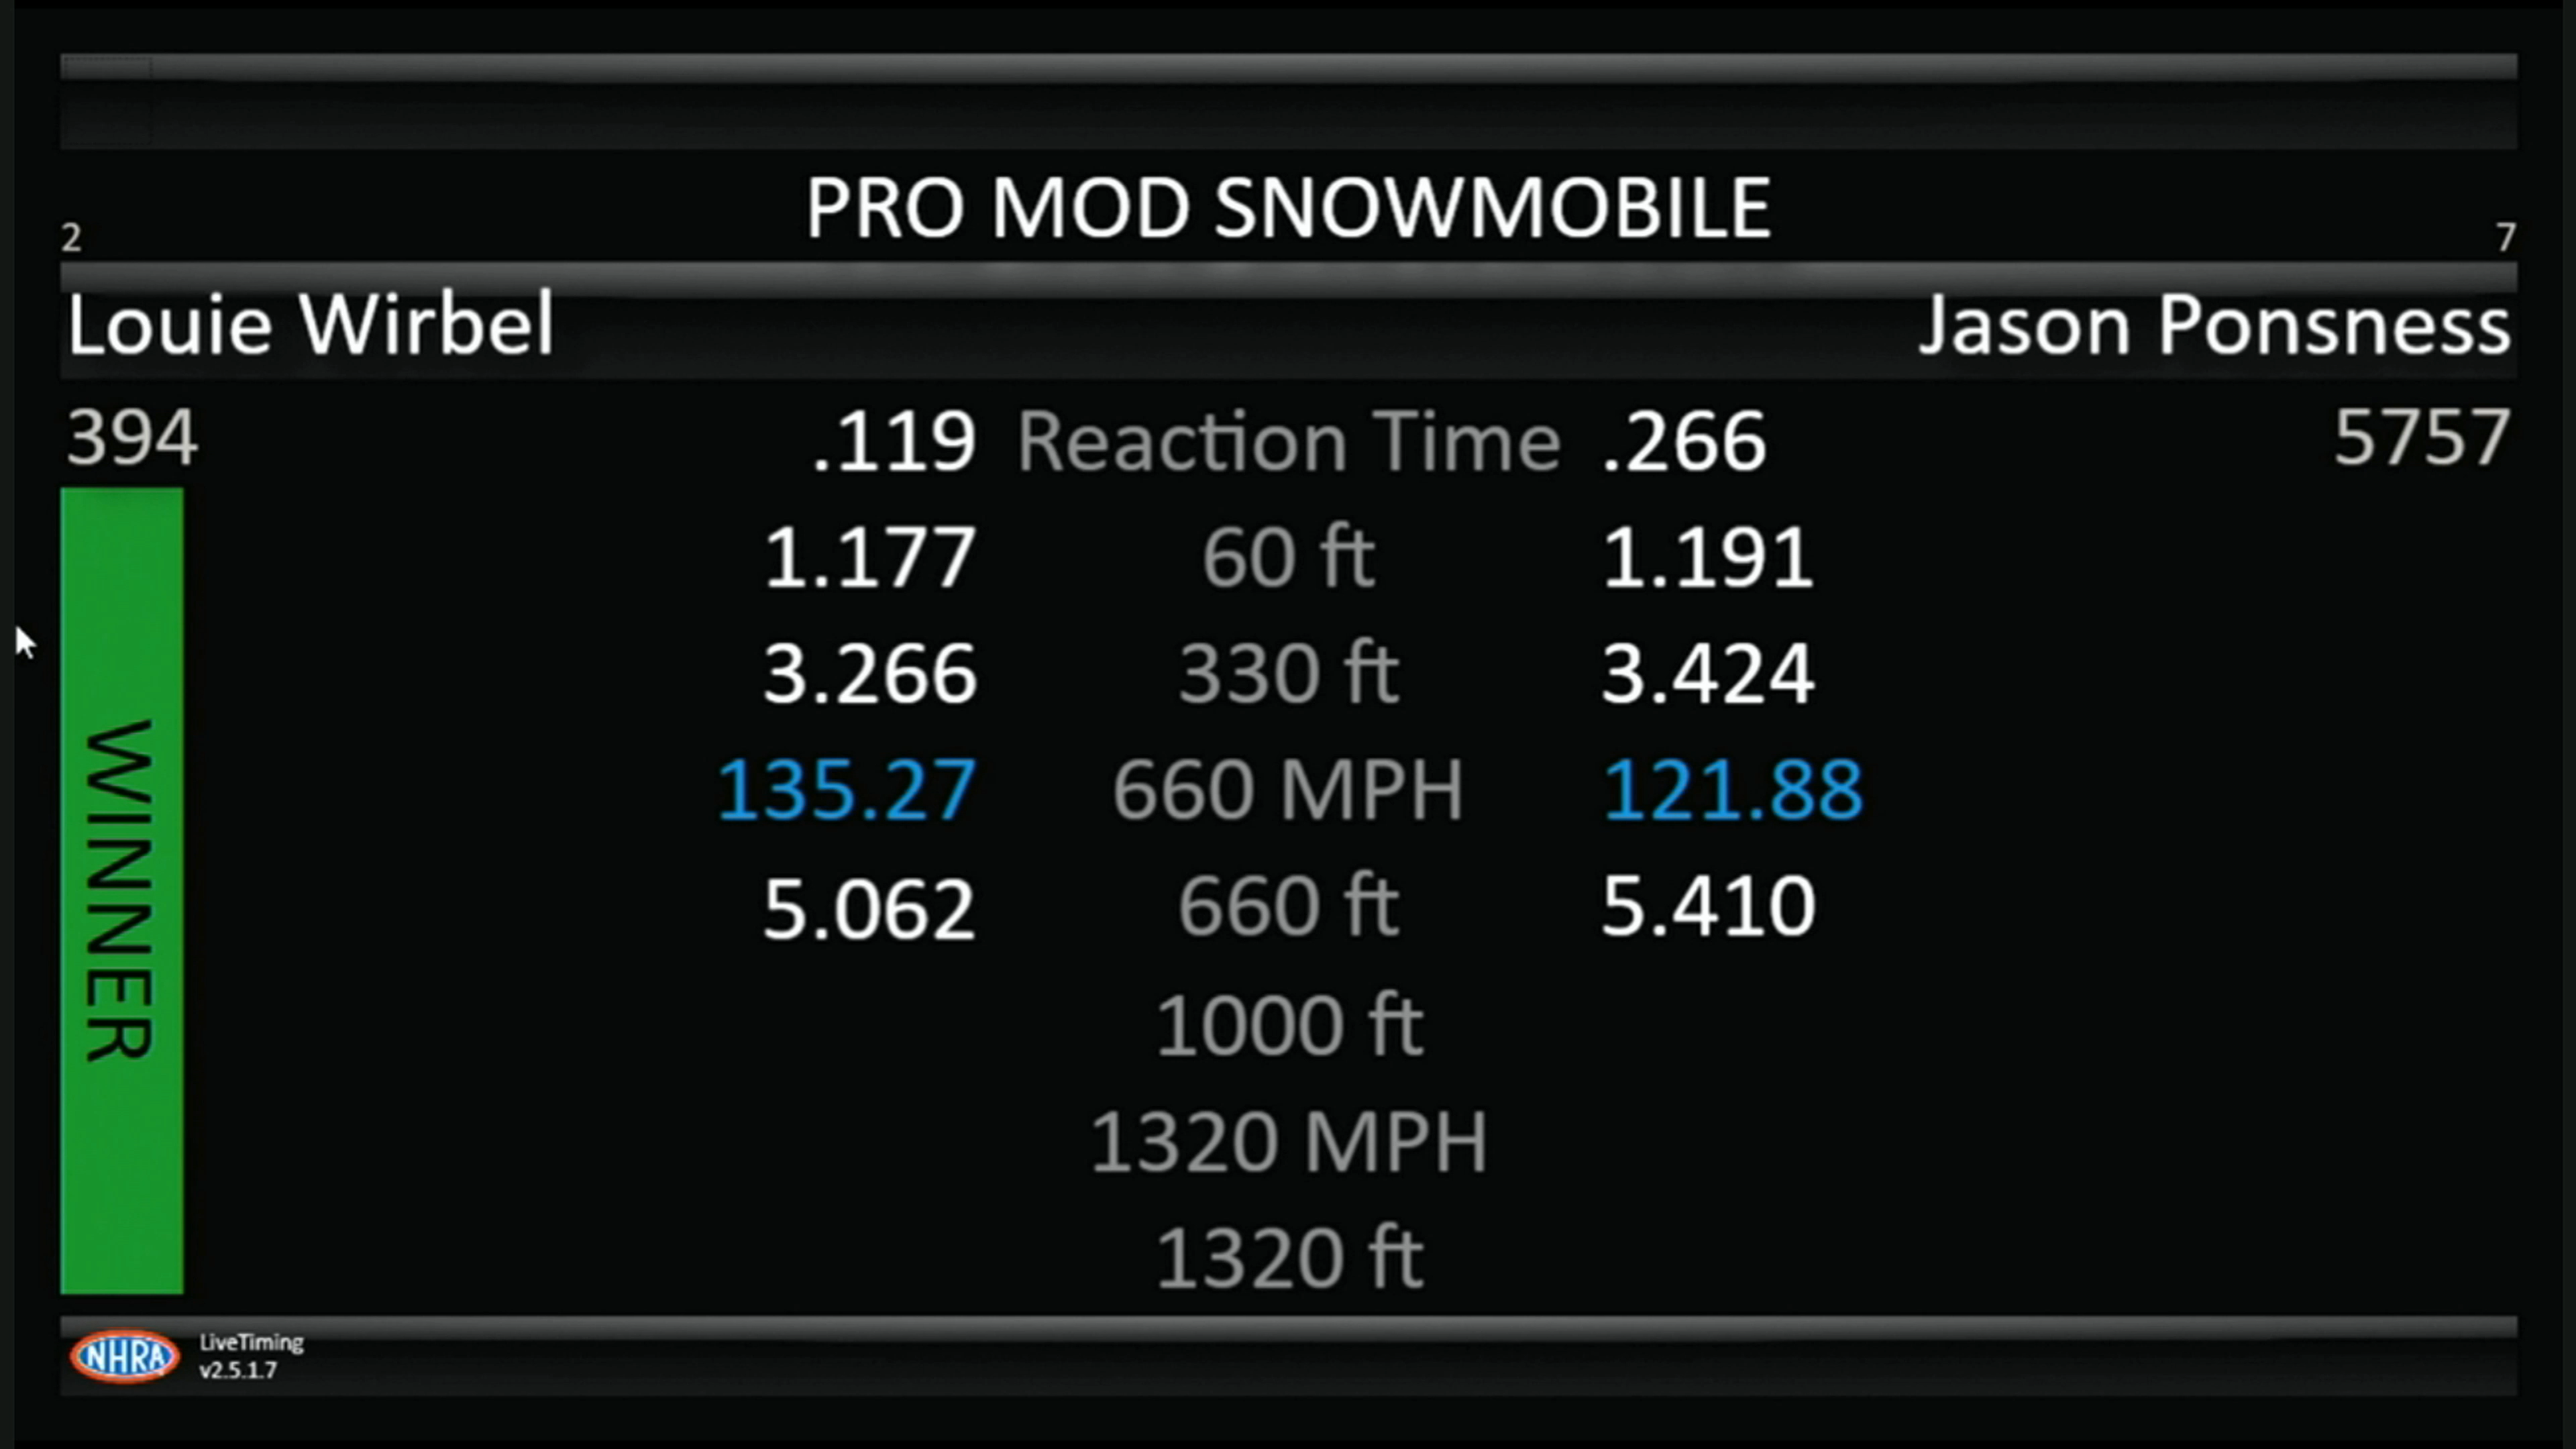 PRO MOD SNOWMOBILE
2 7
Louie Wirbel Jason Ponsness
394 .119 Reaction Time .266 5757
1.177 60 ft 1.191
3.266 330 ft 3.424
135.27 660 MPH 121.88
5.062 660 ft 5.410
1000 ft
1320 MPH
1320 ft
WINNER
NHRA LiveTiming
v2.5.1.7